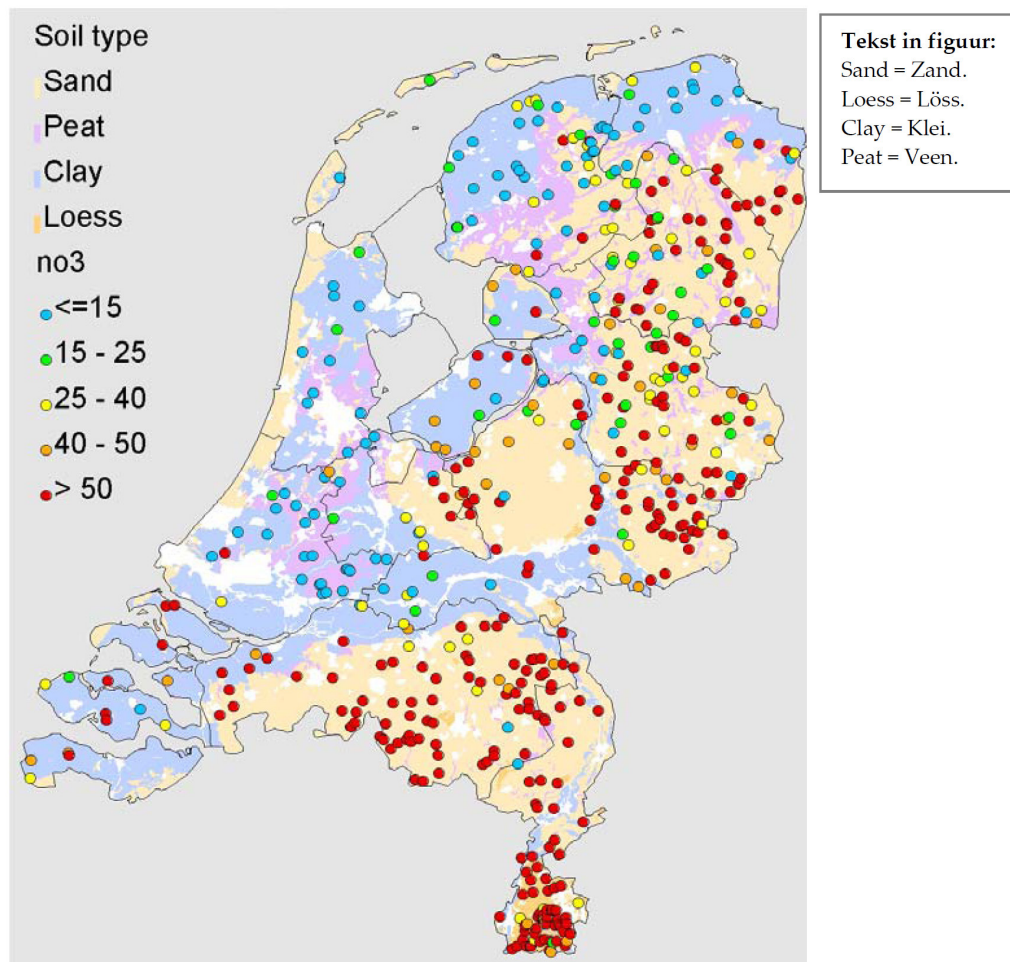 Soil type
Sand
Peat
Clay
Loess
no3
<=15
15 - 25
25 - 40
40 - 50
> 50
Tekst in figuur:
Sand = Zand.
Loess = Löss.
Clay = Klei.
Peat = Veen.